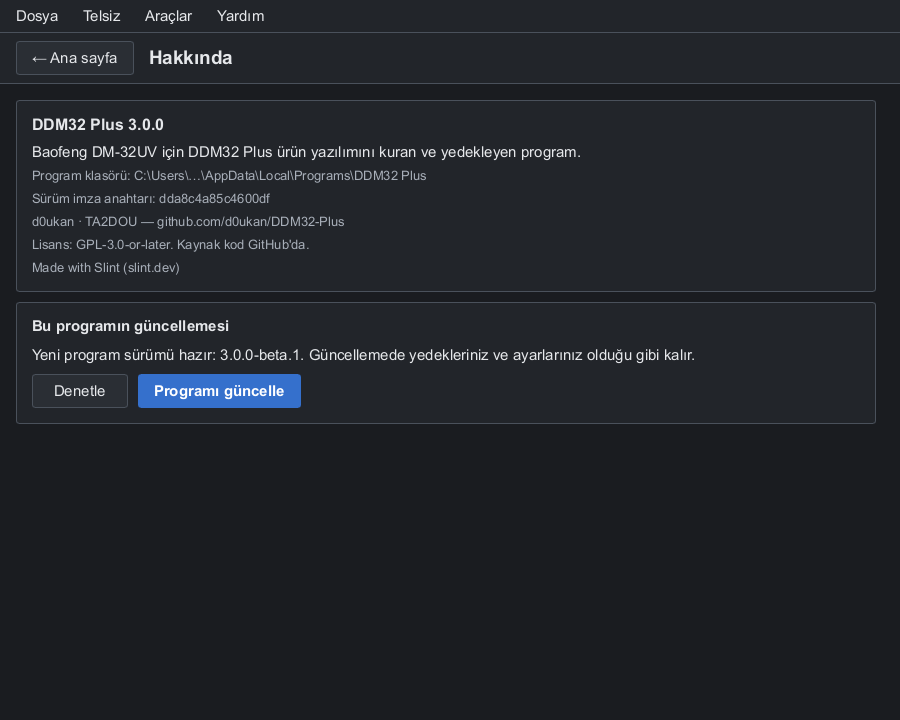 Dosya Telsiz Araçlar Yardım
← Ana sayfa Hakkında
DDM32 Plus 3.0.0
Baofeng DM-32UV için DDM32 Plus ürün yazılımını kuran ve yedekleyen program.
Program klasörü: C:\Users\...\AppData\Local\Programs\DDM32 Plus
Sürüm imza anahtarı: dda8c4a85c4600df
d0ukan · TA2DOU — github.com/d0ukan/DDM32-Plus
Lisans: GPL-3.0-or-later. Kaynak kod GitHub'da.
Made with Slint (slint.dev)
Bu programın güncellemesi
Yeni program sürümü hazır: 3.0.0-beta.1. Güncellemede yedekleriniz ve ayarlarınız olduğu gibi kalır.
Denetle Programı güncelle